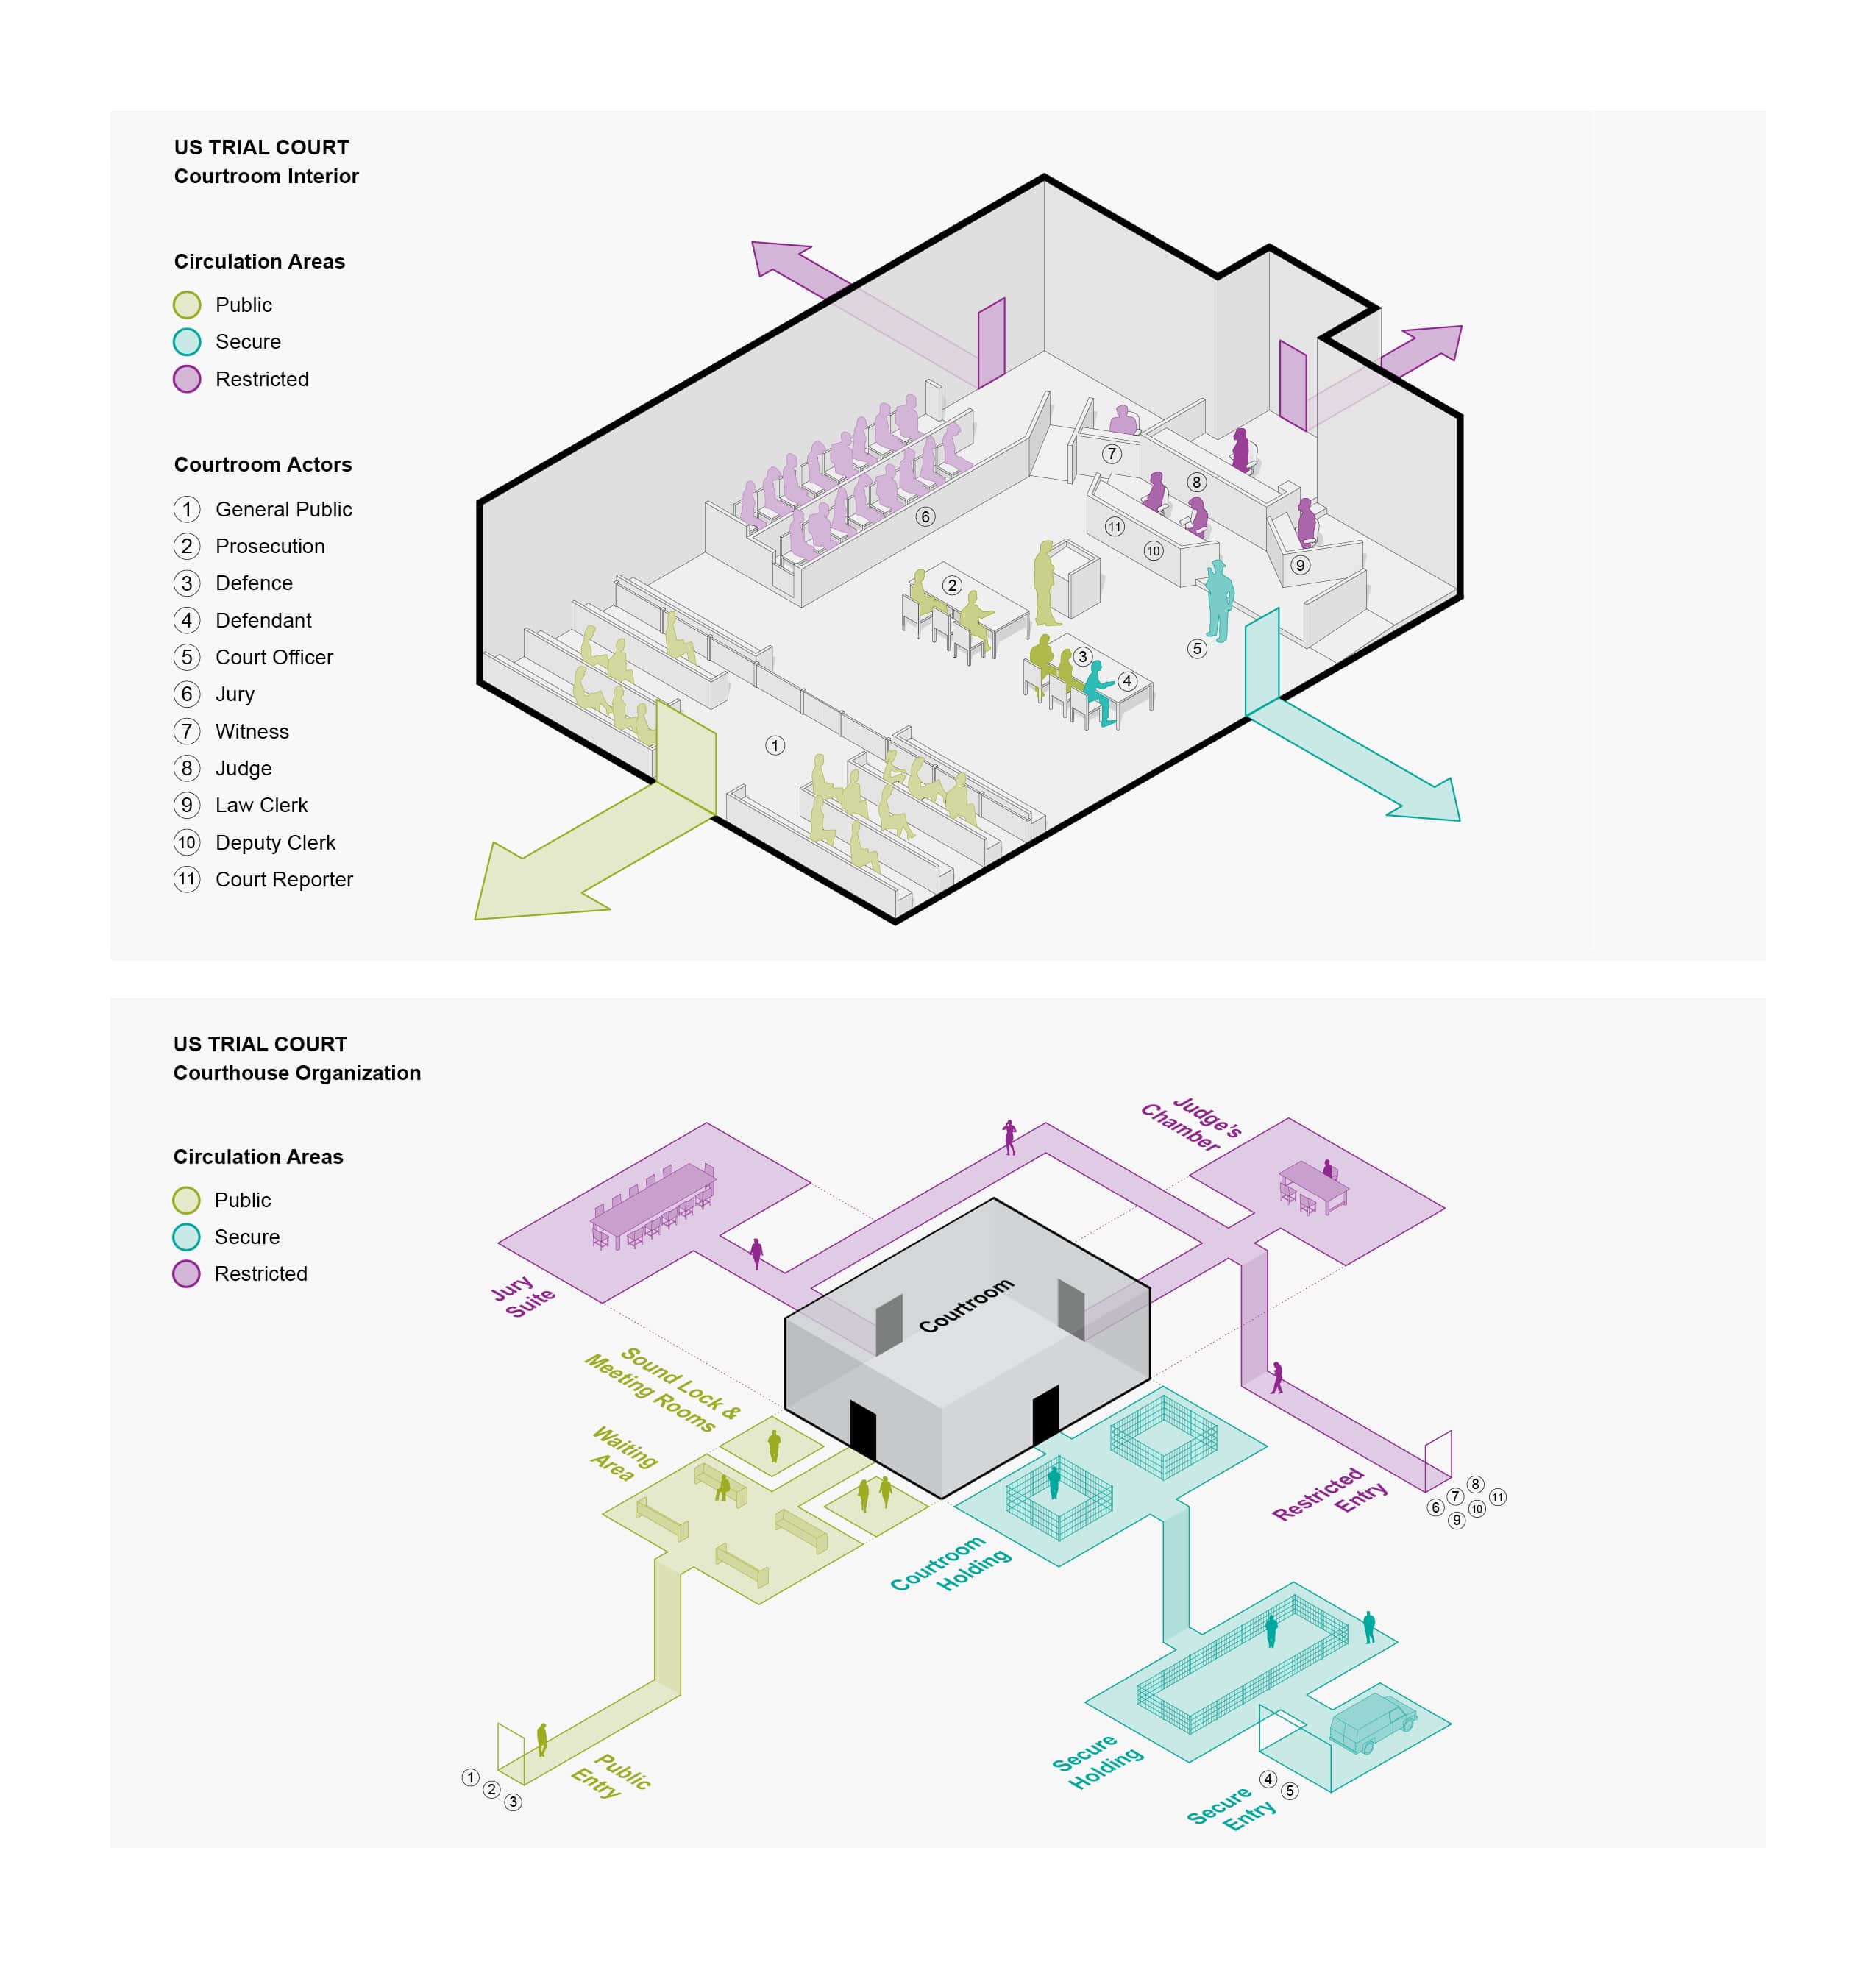 US TRIAL COURT
Courtroom Interior
Circulation Areas
Public
Secure
Restricted
Courtroom Actors
1 General Public
2 Prosecution
3 Defence
4 Defendant
5 Court Officer
6 Jury
7 Witness
8 Judge
9 Law Clerk
10 Deputy Clerk
11 Court Reporter
7
8
6
11
10
9
2
5
3
4
1
US TRIAL COURT
Courthouse Organization
Circulation Areas
Public
Secure
Restricted
Judge's
Chamber
Jury
Suite
Courtroom
Sound Lock &
Meeting Rooms
Waiting
Area
Restricted
Entry
8
7
11
6
10
9
Courtroom
Holding
Secure
Holding
Public
Entry
1
2
3
Secure
Entry
4
5